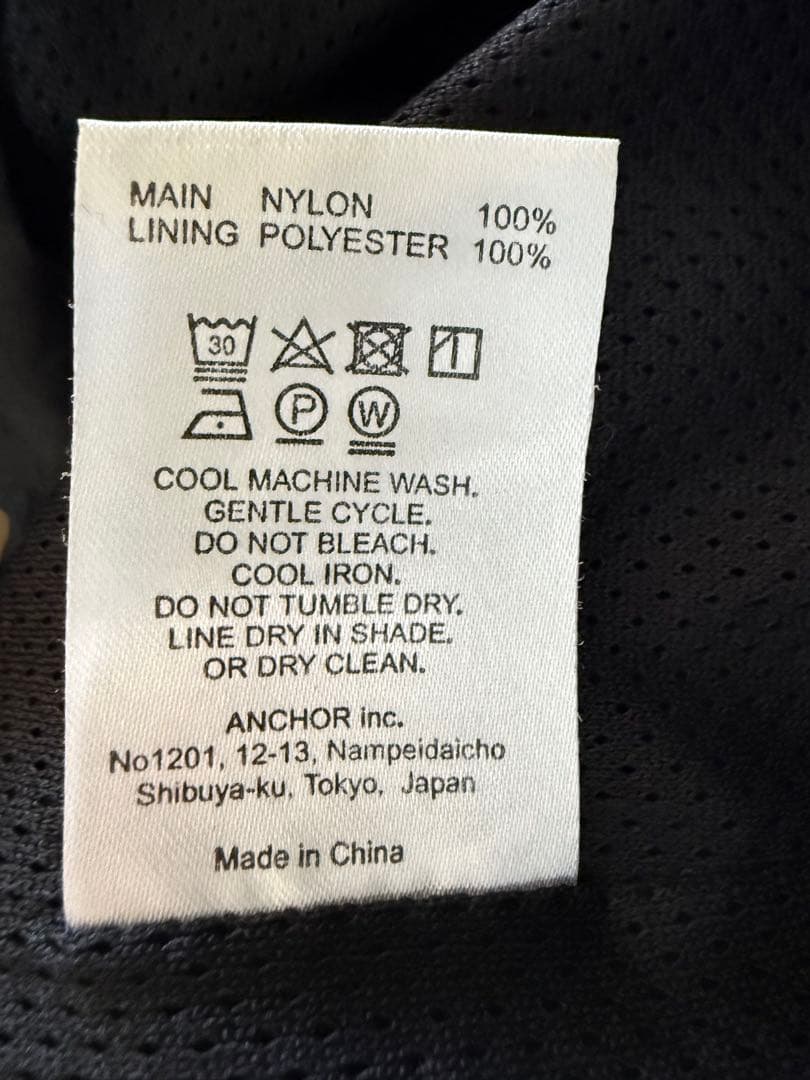 MAIN NYLON 100%
LINING POLYESTER 100%
30
P W
COOL MACHINE WASH.
GENTLE CYCLE.
DO NOT BLEACH.
COOL IRON.
DO NOT TUMBLE DRY.
LINE DRY IN SHADE.
OR DRY CLEAN.
ANCHOR inc.
No1201, 12-13, Nampeidaicho
Shibuya-ku, Tokyo, Japan
Made in China